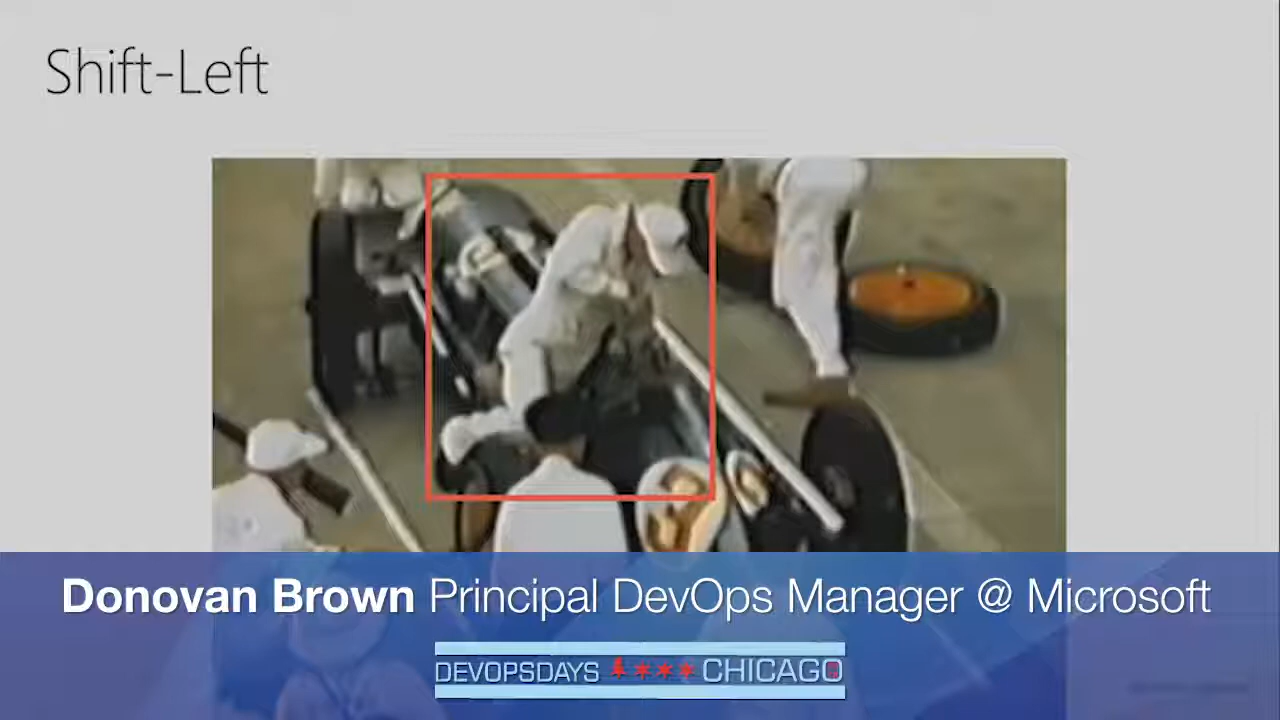 Shift-Left
Donovan Brown Principal DevOps Manager @ Microsoft
DEVOPSDAYS CHICAGO